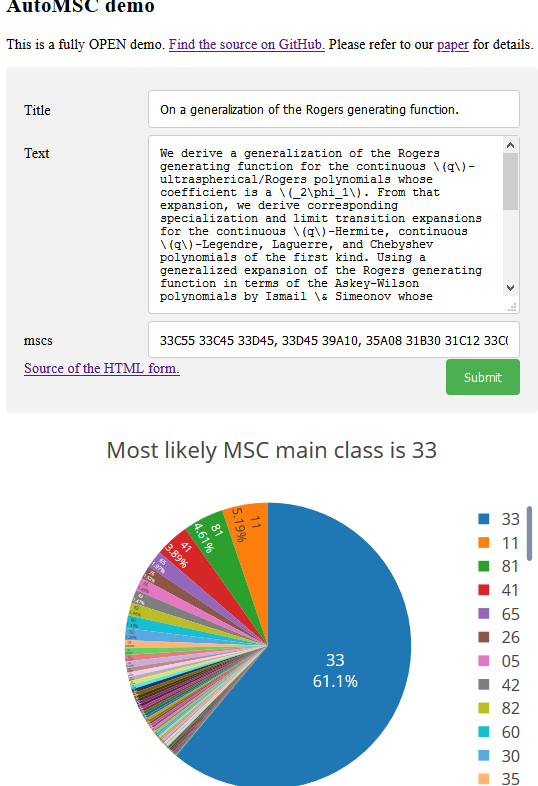 AutoMSC demo
This is a fully OPEN demo. Find the source on GitHub. Please refer to our paper for details.
Title
On a generalization of the Rogers generating function.
Text
We derive a generalization of the Rogers
generating function for the continuous \(q\)-
ultraspherical/Rogers polynomials whose
coefficient is a \(_2\phi_1\). From that
expansion, we derive corresponding
specialization and limit transition expansions
for the continuous \(q\)-Hermite, continuous
\(q\)-Legendre, Laguerre, and Chebyshev
polynomials of the first kind. Using a
generalized expansion of the Rogers generating
function in terms of the Askey-Wilson
polynomials by Ismail \& Simeonov whose
mscs
33C55 33C45 33D45, 33D45 39A10, 35A08 31B30 31C12 33C0
Source of the HTML form.
Submit
Most likely MSC main class is 33
11
5.19%
81
4.61%
41
3.89%
65
33
61.1%
33
11
81
41
65
26
05
42
82
60
30
35